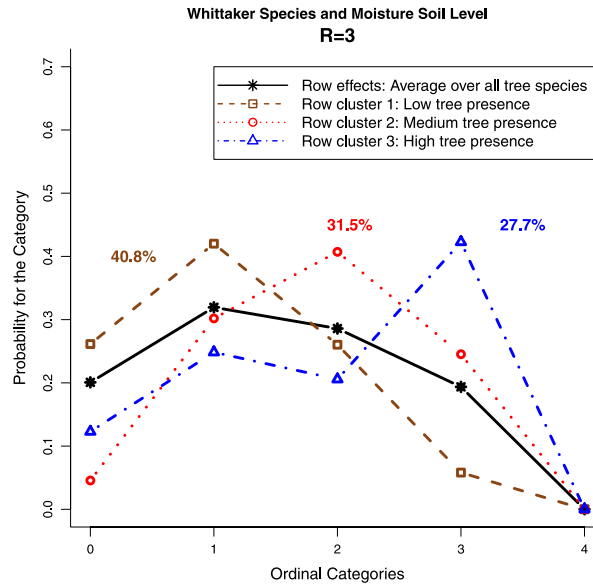 Whittaker Species and Moisture Soil Level
R=3
Row effects: Average over all tree species
Row cluster 1: Low tree presence
Row cluster 2: Medium tree presence
Row cluster 3: High tree presence
Probability for the Category
0.7
0.6
0.5
0.4
0.3
0.2
0.1
0.0
40.8%
31.5%
27.7%
0 1 2 3 4
Ordinal Categories